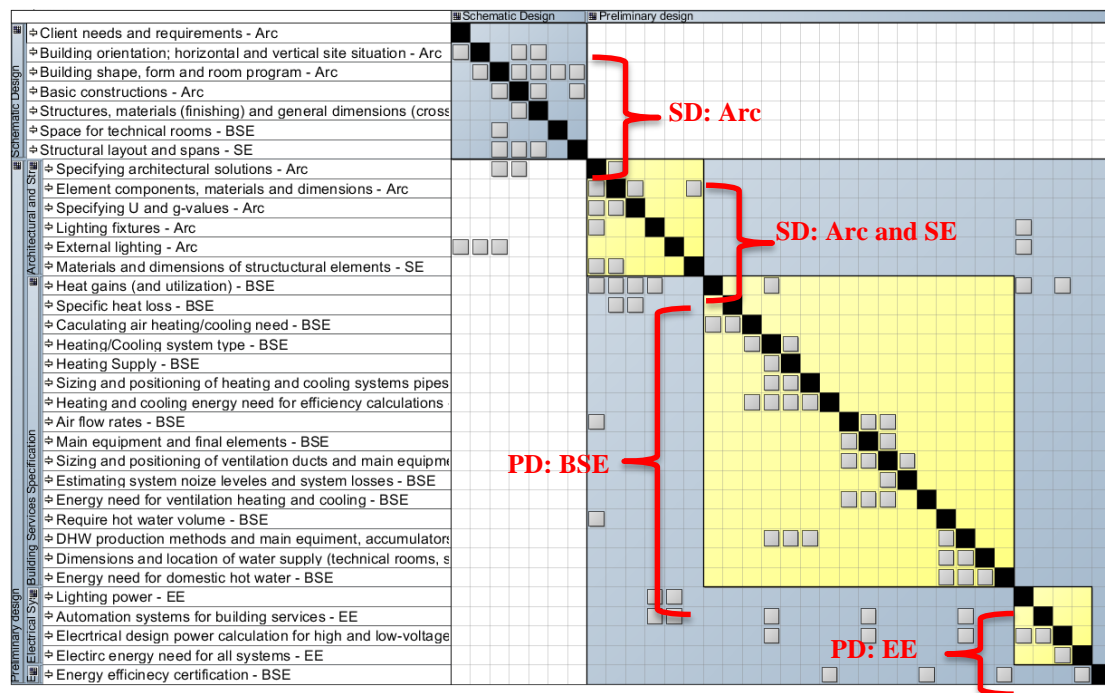 Schematic Design
Preliminary design
Schematic Design
Client needs and requirements - Arc
Building orientation; horizontal and vertical site situation - Arc
Building shape, form and room program - Arc
Basic constructions - Arc
Structures, materials (finishing) and general dimensions (cross
Space for technical rooms - BSE
Structural layout and spans - SE
SD: Arc
Preliminary design
Architectural and Str
Specifying architectural solutions - Arc
Element components, materials and dimensions - Arc
Specifying U and g-values - Arc
Lighting fixtures - Arc
External lighting - Arc
Materials and dimensions of structuctural elements - SE
SD: Arc and SE
Building Services Specification
Heat gains (and utilization) - BSE
Specific heat loss - BSE
Caculating air heating/cooling need - BSE
Heating/Cooling system type - BSE
Heating Supply - BSE
Sizing and positioning of heating and cooling systems pipes
Heating and cooling energy need for efficiency calculations
Air flow rates - BSE
Main equipment and final elements - BSE
Sizing and positioning of ventilation ducts and main equipme
Estimating system noize leveles and system losses - BSE
Energy need for ventilation heating and cooling - BSE
Require hot water volume - BSE
DHW production methods and main equiment, accumulators
Dimensions and location of water supply (technical rooms, s
Energy need for domestic hot water - BSE
PD: BSE
Electrical Sy
Lighting power - EE
Automation systems for building services - EE
Elecrtrical design power calculation for high and low-voltage
Electirc energy need for all systems - EE
PD: EE
E
Energy efficinecy certification - BSE